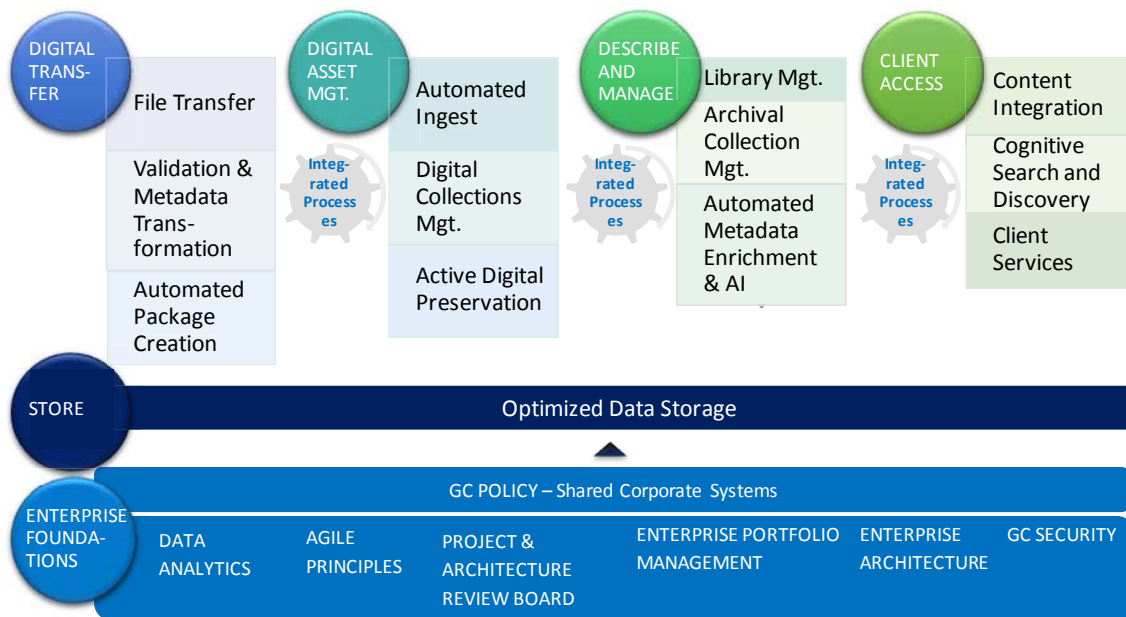 DIGITAL
TRANS-
FER
File Transfer
Validation &
Metadata
Trans-
formation
Automated
Package
Creation
DIGITAL
ASSET
MGT.
Integ-
rated
Process
es
Automated
Ingest
Digital
Collections
Mgt.
Active Digital
Preservation
DESCRIBE
AND
MANAGE
Integ-
rated
Process
es
Library Mgt.
Archival
Collection
Mgt.
Automated
Metadata
Enrichment
& AI
CLIENT
ACCESS
Integ-
rated
Process
es
Content
Integration
Cognitive
Search and
Discovery
Client
Services
STORE
Optimized Data Storage
ENTERPRISE
FOUNDA-
TIONS
GC POLICY – Shared Corporate Systems
DATA
ANALYTICS
AGILE
PRINCIPLES
PROJECT &
ARCHITECTURE
REVIEW BOARD
ENTERPRISE PORTFOLIO
MANAGEMENT
ENTERPRISE
ARCHITECTURE
GC SECURITY